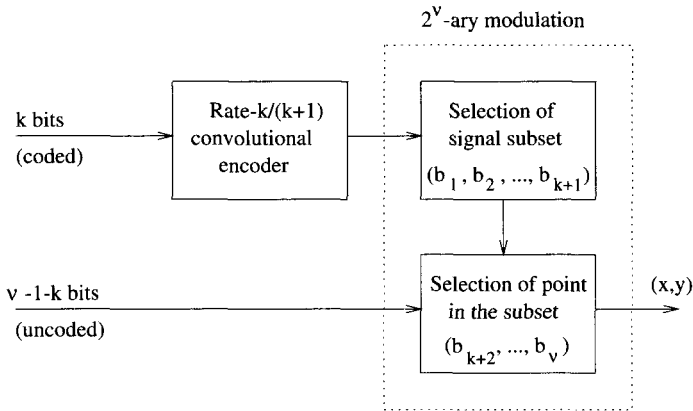 2^ν-ary modulation
k bits
(coded)
Rate-k/(k+1)
convolutional
encoder
Selection of
signal subset
(b_1, b_2, ..., b_{k+1})
ν -1-k bits
(uncoded)
Selection of point
in the subset
(b_{k+2}, ..., b_ν)
(x,y)